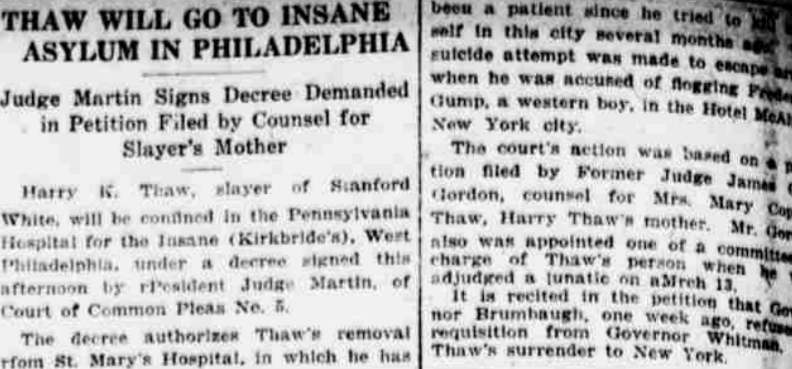 THAW WILL GO TO INSANE
ASYLUM IN PHILADELPHIA
Judge Martin Signs Decree Demanded
in Petition Filed by Counsel for
Slayer's Mother
Harry K. Thaw, slayer of Stanford
White, will be confined in the Pennsylvania
Hospital for the Insane (Kirkbride's), West
Philadelphia, under a decree signed this
afternoon by rPesident Judge Martin, of
Court of Common Pleas No. 5.
The decree authorizes Thaw's removal
rfom St. Mary's Hospital, in which he has
been a patient since he tried to kill
self in this city several months ago.
suicide attempt was made to escape
when he was accused of flogging
Gump, a western boy, in the Hotel
New York city.
The court's action was based on a
tion filed by Former Judge James
Gordon, counsel for Mrs. Mary
Thaw, Harry Thaw's mother. Mr.
also was appointed one of a committee
charge of Thaw's person when he
adjudged a lunatic on aMrch 13.
It is recited in the petition that
nor Brumbaugh, one week ago,
requisition from Governor Whitman,
Thaw's surrender to New York.